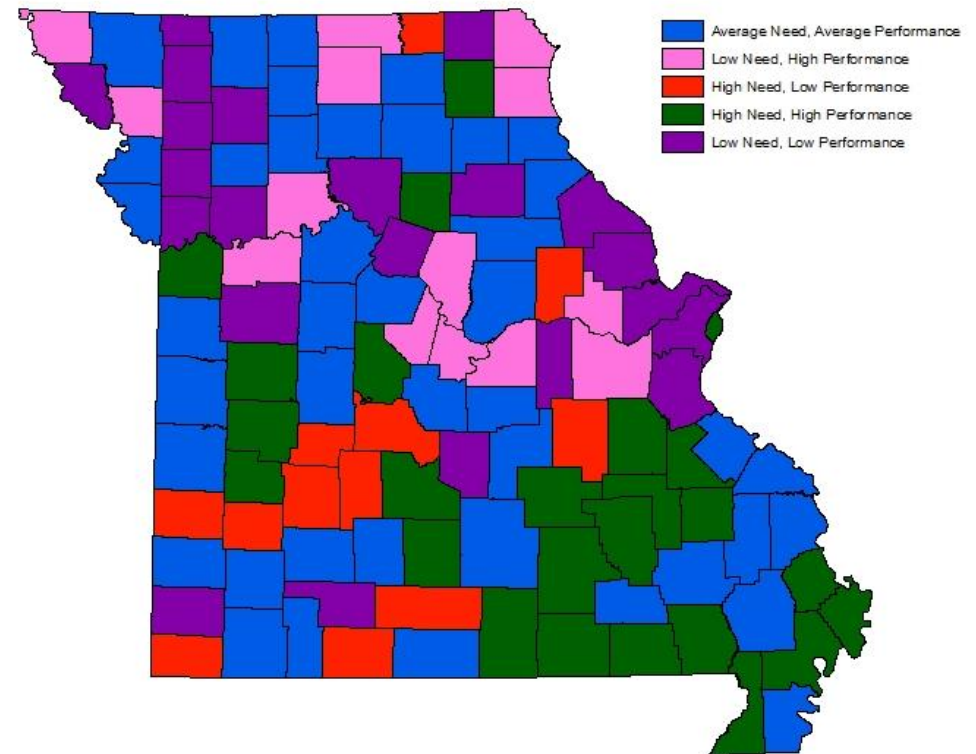 Average Need, Average Performance
Low Need, High Performance
High Need, Low Performance
High Need, High Performance
Low Need, Low Performance